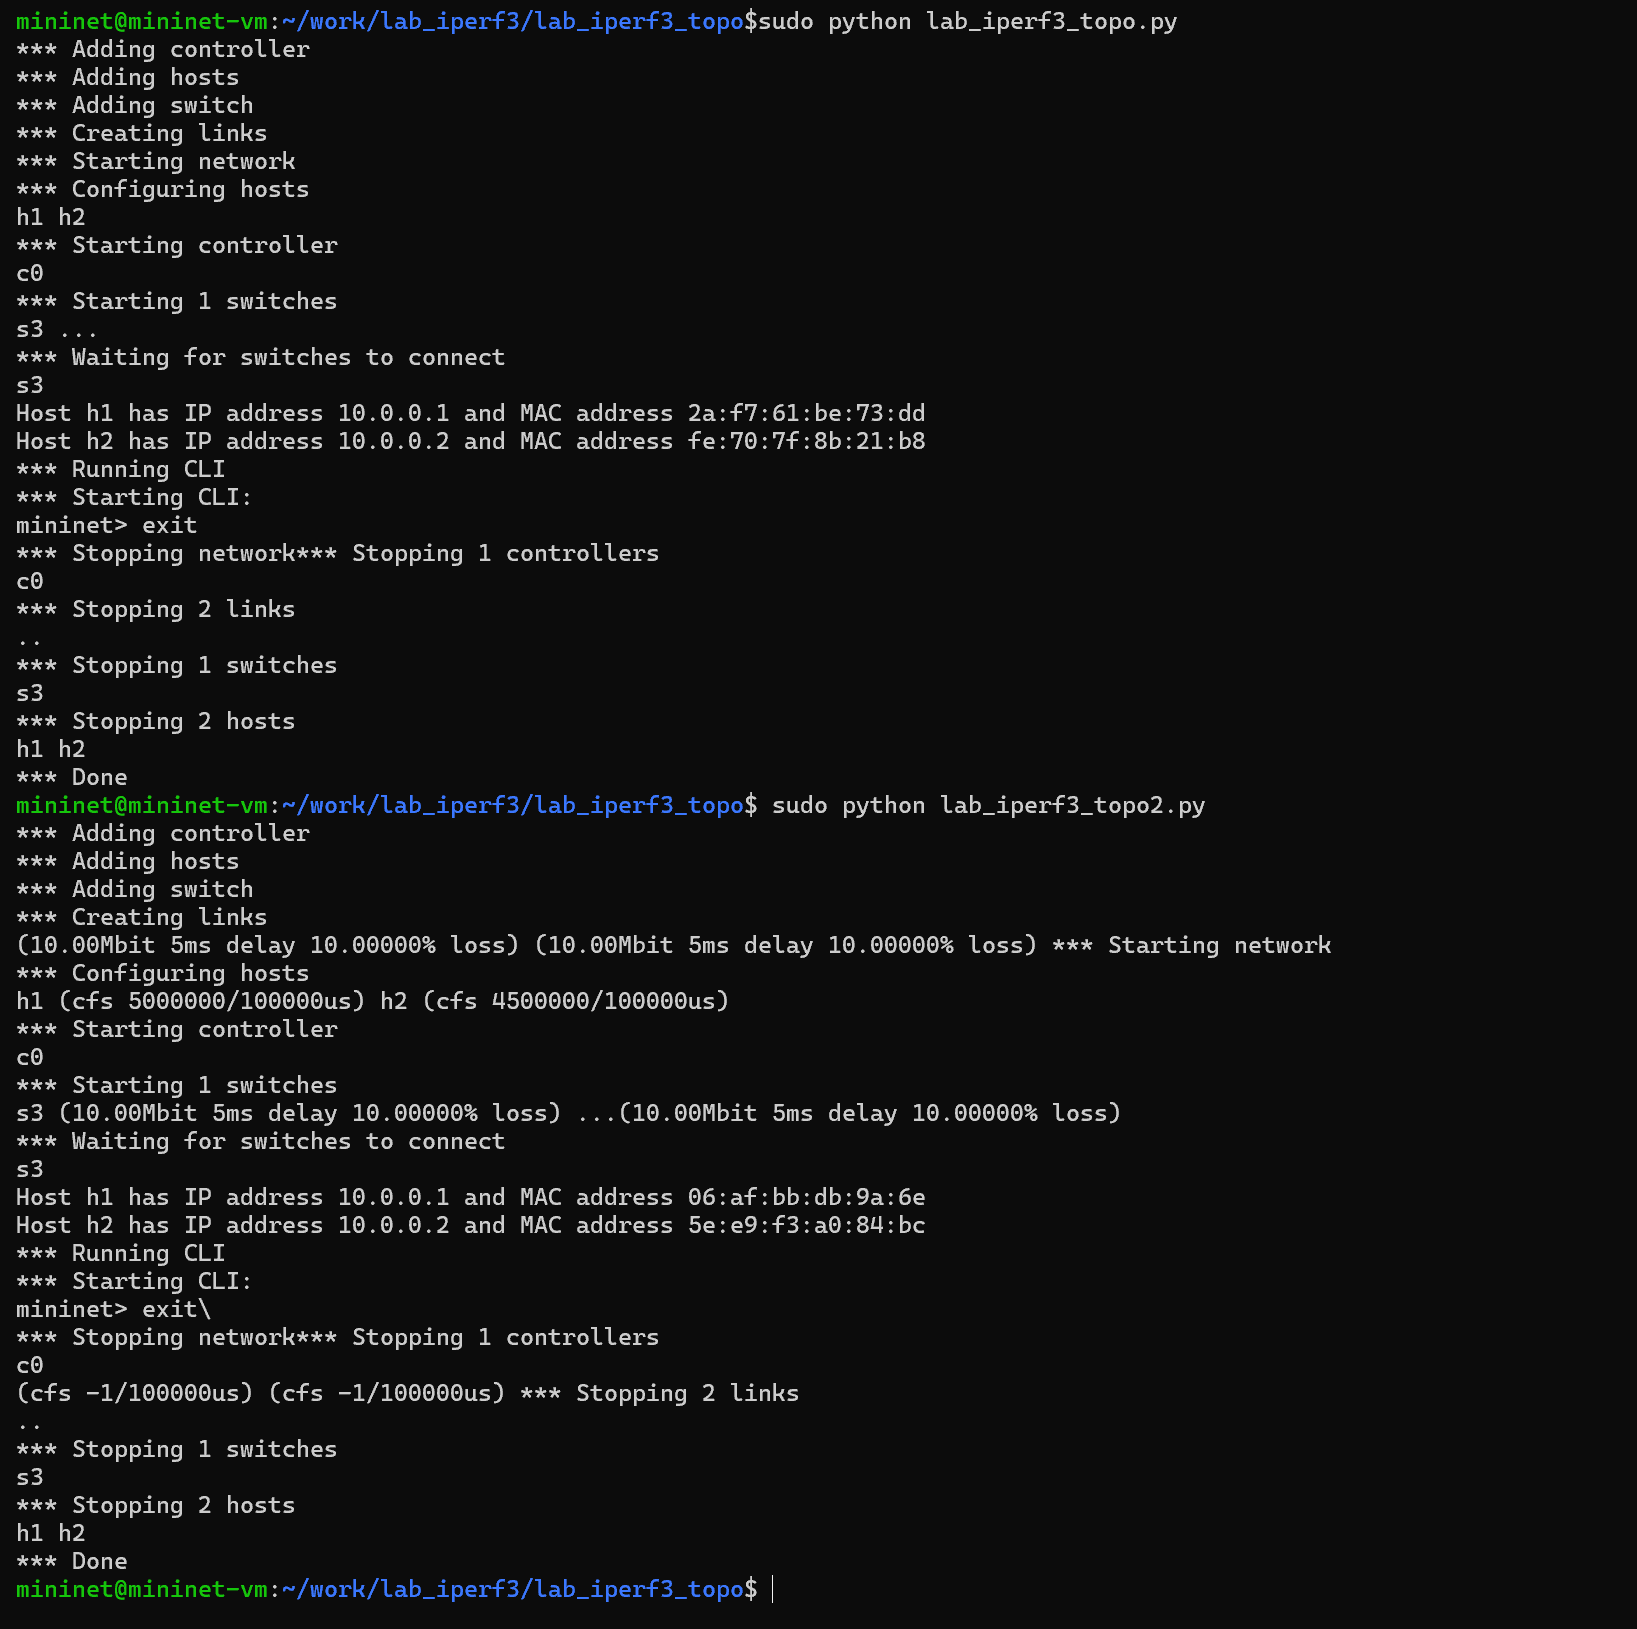 mininet@mininet-vm:~/work/lab_iperf3/lab_iperf3_topo$sudo python lab_iperf3_topo.py
*** Adding controller
*** Adding hosts
*** Adding switch
*** Creating links
*** Starting network
*** Configuring hosts
h1 h2
*** Starting controller
c0
*** Starting 1 switches
s3 ...
*** Waiting for switches to connect
s3
Host h1 has IP address 10.0.0.1 and MAC address 2a:f7:61:be:73:dd
Host h2 has IP address 10.0.0.2 and MAC address fe:70:7f:8b:21:b8
*** Running CLI
*** Starting CLI:
mininet> exit
*** Stopping network*** Stopping 1 controllers
c0
*** Stopping 2 links
..
*** Stopping 1 switches
s3
*** Stopping 2 hosts
h1 h2
*** Done
mininet@mininet-vm:~/work/lab_iperf3/lab_iperf3_topo$ sudo python lab_iperf3_topo2.py
*** Adding controller
*** Adding hosts
*** Adding switch
*** Creating links
(10.00Mbit 5ms delay 10.00000% loss) (10.00Mbit 5ms delay 10.00000% loss) *** Starting network
*** Configuring hosts
h1 (cfs 5000000/100000us) h2 (cfs 4500000/100000us)
*** Starting controller
c0
*** Starting 1 switches
s3 (10.00Mbit 5ms delay 10.00000% loss) ...(10.00Mbit 5ms delay 10.00000% loss)
*** Waiting for switches to connect
s3
Host h1 has IP address 10.0.0.1 and MAC address 06:af:bb:db:9a:6e
Host h2 has IP address 10.0.0.2 and MAC address 5e:e9:f3:a0:84:bc
*** Running CLI
*** Starting CLI:
mininet> exit\
*** Stopping network*** Stopping 1 controllers
c0
(cfs -1/100000us) (cfs -1/100000us) *** Stopping 2 links
..
*** Stopping 1 switches
s3
*** Stopping 2 hosts
h1 h2
*** Done
mininet@mininet-vm:~/work/lab_iperf3/lab_iperf3_topo$